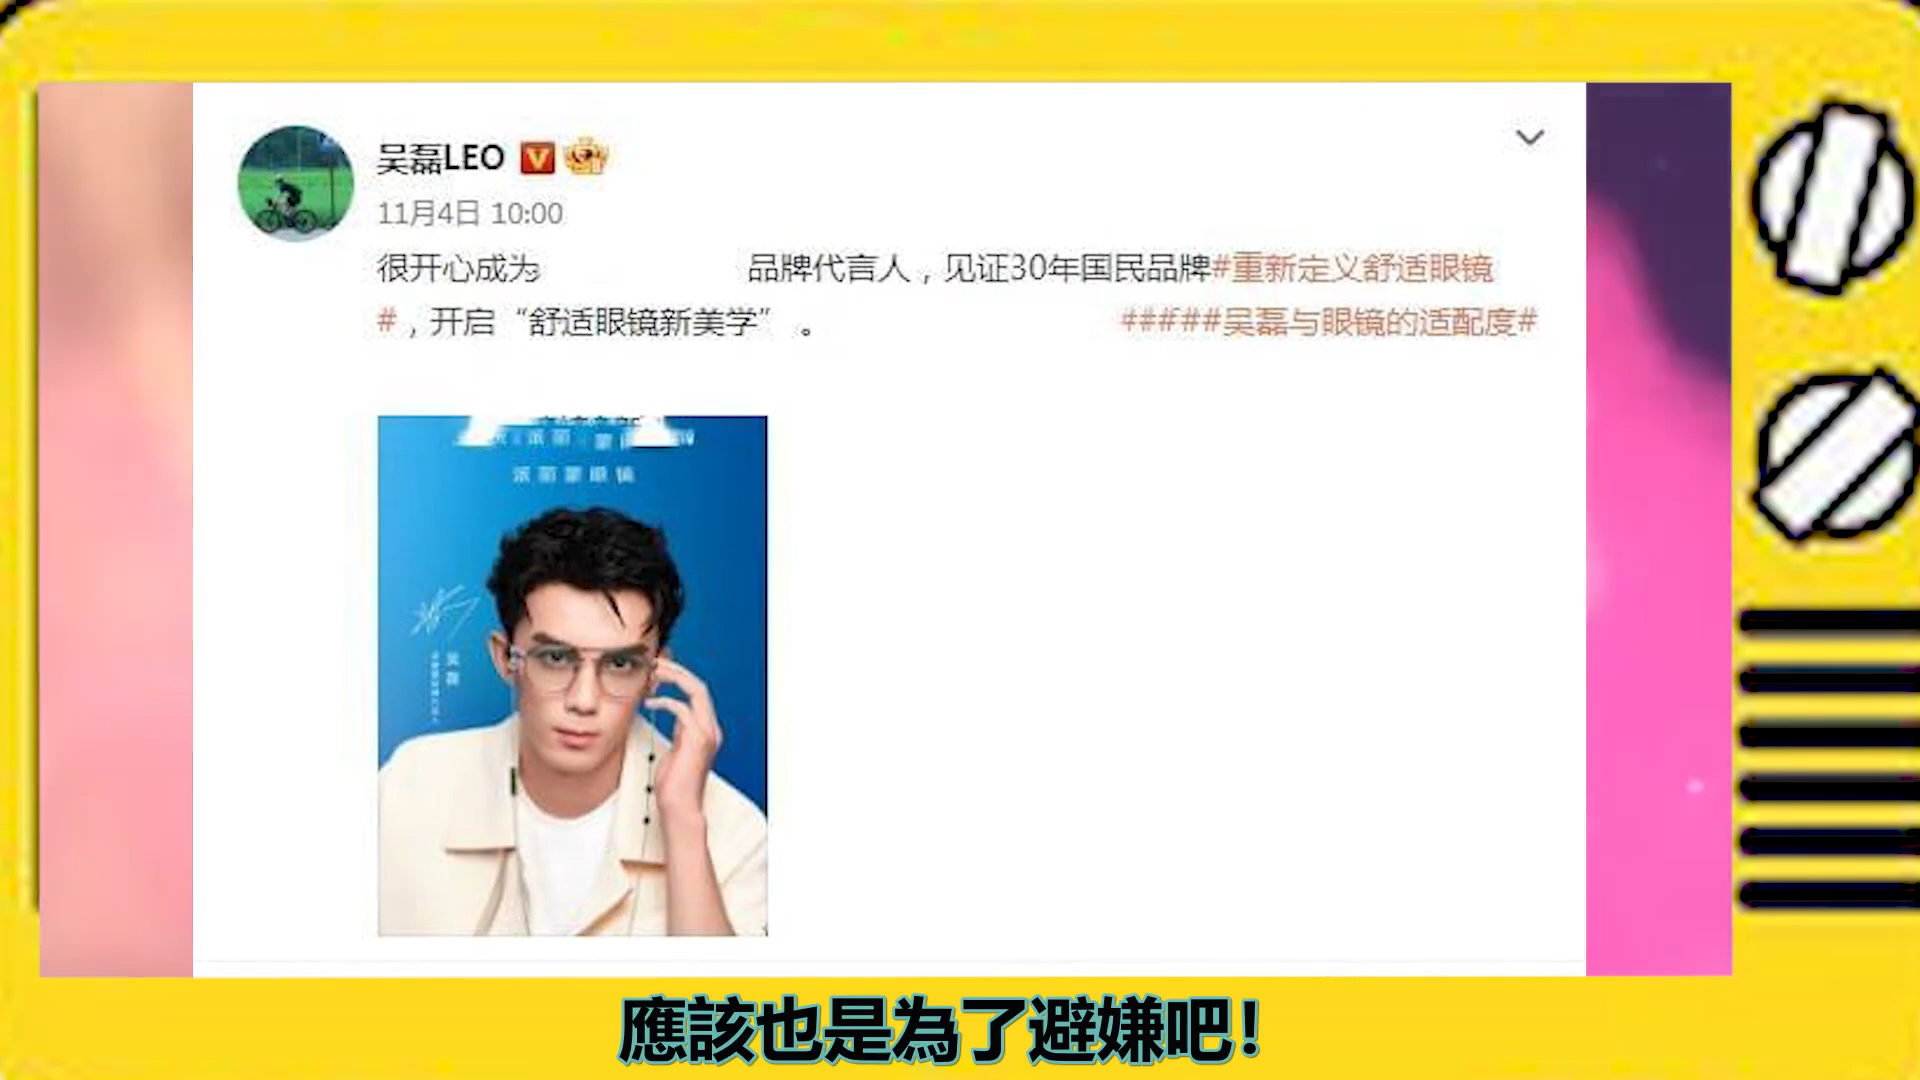 吴磊LEO
11月4日 10:00
很开心成为 品牌代言人，见证30年国民品牌#重新定义舒适眼镜
#，开启“舒适眼镜新美学” 。 #####吴磊与眼镜的适配度#
派丽蒙眼镜
吴磊
應該也是為了避嫌吧！